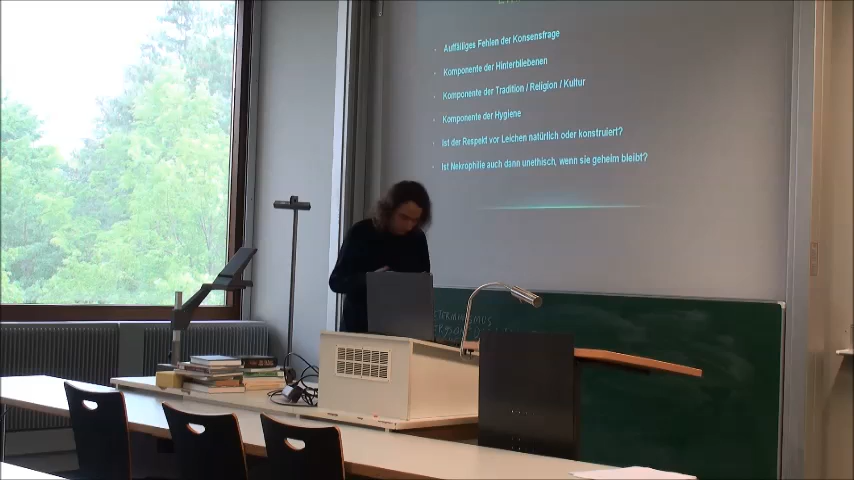 Auffälliges Fehlen der Konsensfrage
Komponente der Hinterbliebenen
Komponente der Tradition / Religion / Kultur
Komponente der Hygiene
Ist der Respekt vor Leichen natürlich oder konstruiert?
Ist Nekrophilie auch dann unethisch, wenn sie geheim bleibt?